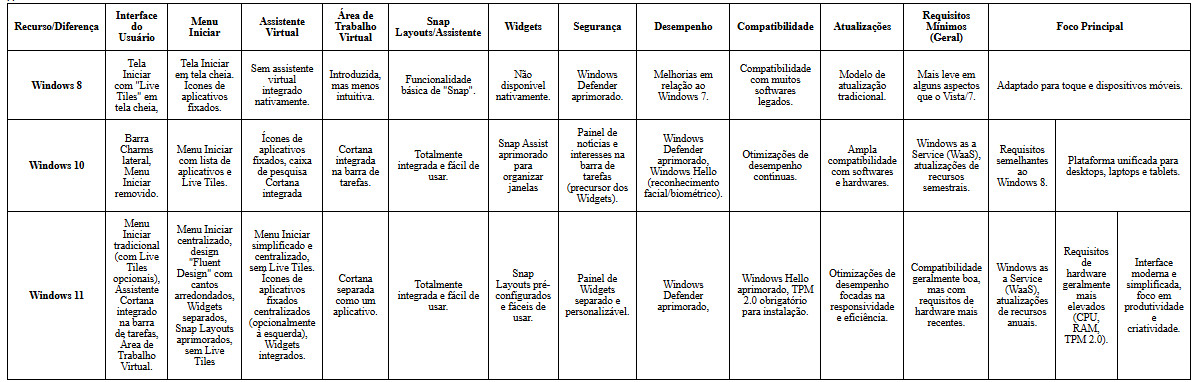 Recurso/Diferença
Interface
do
Usuário
Menu
Iniciar
Assistente
Virtual
Área de
Trabalho
Virtual
Snap
Layouts/Assistente
Widgets
Segurança
Desempenho
Compatibilidade
Atualizações
Requisitos
Mínimos
(Geral)
Foco Principal
Windows 8
Tela
Iniciar
com "Live
Tiles" em
tela cheia,
Tela Iniciar
em tela cheia.
Ícones de
aplicativos
fixados.
Sem assistente
virtual
integrado
nativamente.
Introduzida,
mas menos
intuitiva.
Funcionalidade
básica de "Snap".
Não
disponível
nativamente.
Windows
Defender
aprimorado.
Melhorias em
relação ao
Windows 7.
Compatibilidade
com muitos
softwares
legados.
Modelo de
atualização
tradicional.
Mais leve em
alguns aspectos
que o Vista/7.
Adaptado para toque e dispositivos móveis.
Windows 10
Barra
Charms
lateral,
Menu
Iniciar
removido.
Menu Iniciar
com lista de
aplicativos e
Live Tiles.
Ícones de
aplicativos
fixados, caixa
de pesquisa
Cortana
integrada
Cortana
integrada
na barra de
tarefas.
Totalmente
integrada e fácil de
usar.
Snap Assist
aprimorado
para
organizar
janelas
Painel de
notícias e
interesses na
barra de
tarefas
(precursor dos
Widgets).
Windows
Defender
aprimorado,
Windows Hello
(reconhecimento
facial/biométrico).
Otimizações de
desempenho
contínuas.
Ampla
compatibilidade
com softwares
e hardwares.
Windows as a
Service (WaaS),
atualizações de
recursos
semestrais.
Requisitos
semelhantes
ao
Windows 8.
Plataforma unificada para
desktops, laptops e tablets.
Windows 11
Menu
Iniciar
tradicional
(com Live
Tiles
opcionais),
Assistente
Cortana
integrado
na barra
de tarefas,
Área de
Trabalho
Virtual.
Menu Iniciar
centralizado,
design
"Fluent
Design" com
cantos
arredondados,
Widgets
separados,
Snap Layouts
aprimorados,
sem Live
Tiles
Menu Iniciar
simplificado e
centralizado,
sem Live Tiles.
Ícones de
aplicativos
fixados
centralizados
(opcionalmente
à esquerda),
Widgets
integrados.
Cortana
separada
como um
aplicativo.
Totalmente
integrada e fácil de
usar.
Snap
Layouts pré-
configurados
e fáceis de
usar.
Painel de
Widgets
separado e
personalizável.
Windows
Defender
aprimorado,
Windows Hello
aprimorado, TPM
2.0 obrigatório
para instalação.
Otimizações de
desempenho
focadas na
responsividade
e eficiência.
Compatibilidade
geralmente boa,
mas com
requisitos de
hardware mais
recentes.
Windows as
a Service
(WaaS),
atualizações
de recursos
anuais.
Requisitos
de
hardware
geralmente
mais
elevados
(CPU,
RAM,
TPM 2.0).
Interface
moderna e
simplificada,
foco em
produtividade
e
criatividade.